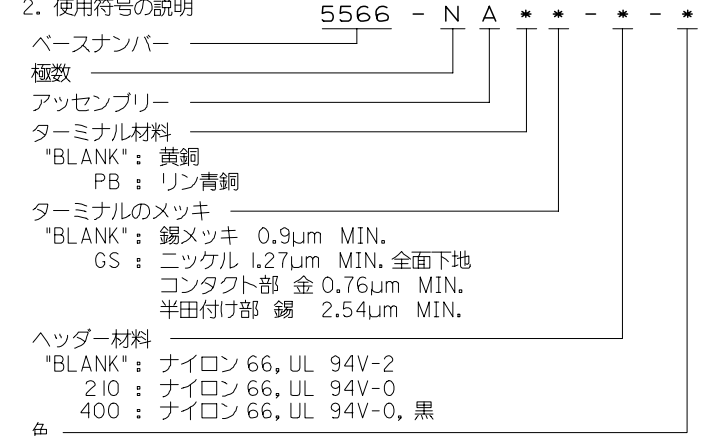 2. 使用符号の説明 5566 - N A * * - * - *
ベースナンバー
極数
アッセンブリー
ターミナル材料
"BLANK": 黄銅
PB : リン青銅
ターミナルのメッキ
"BLANK": 錫メッキ 0.9μm MIN.
GS : ニッケル 1.27μm MIN. 全面下地
コンタクト部 金 0.76μm MIN.
半田付け部 錫 2.54μm MIN.
ヘッダー材料
"BLANK": ナイロン 66, UL 94V-2
210 : ナイロン 66, UL 94V-0
400 : ナイロン 66, UL 94V-0, 黒
色